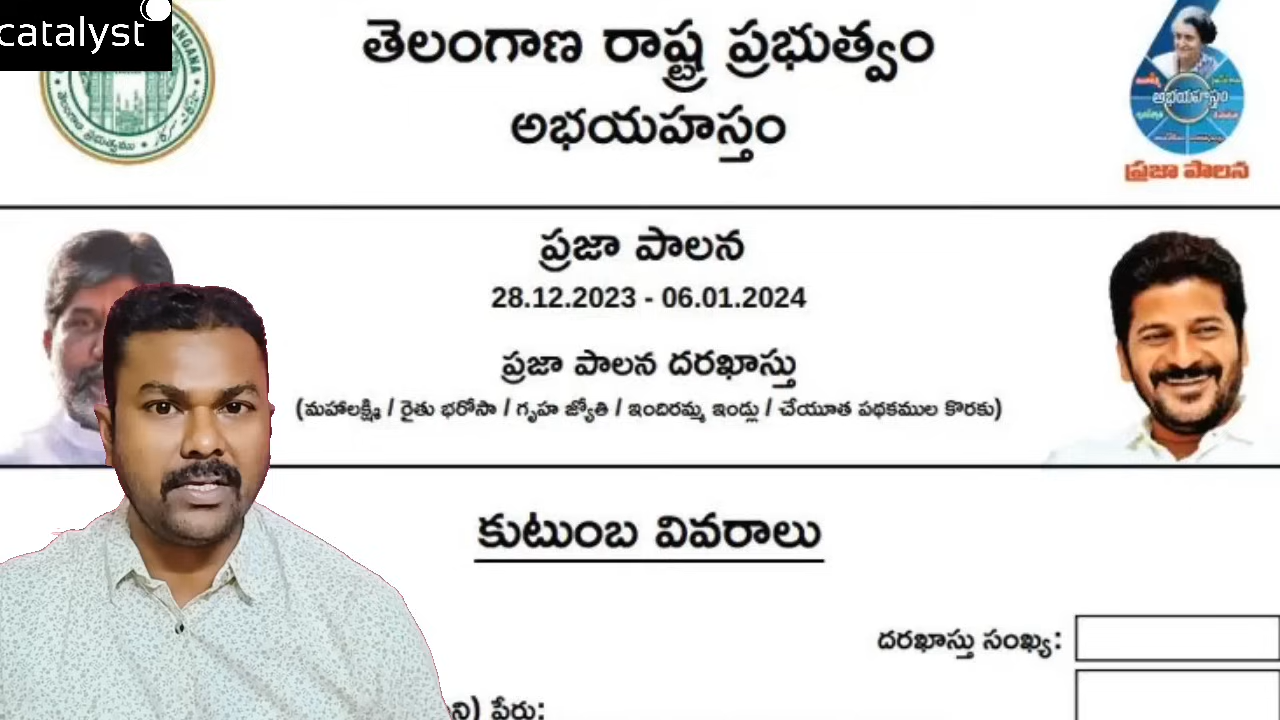 catalyst
తెలంగాణ రాష్ట్ర ప్రభుత్వం
అభయహస్తం
అభయహస్తం
ప్రజా పాలన
ప్రజా పాలన
28.12.2023 - 06.01.2024
ప్రజా పాలన దరఖాస్తు
(మహాలక్ష్మి / రైతు భరోసా / గృహ జ్యోతి / ఇందిరమ్మ ఇండ్లు / చేయూత పథకముల కొరకు)
కుటుంబ వివరాలు
దరఖాస్తు సంఖ్య:
పేరు: